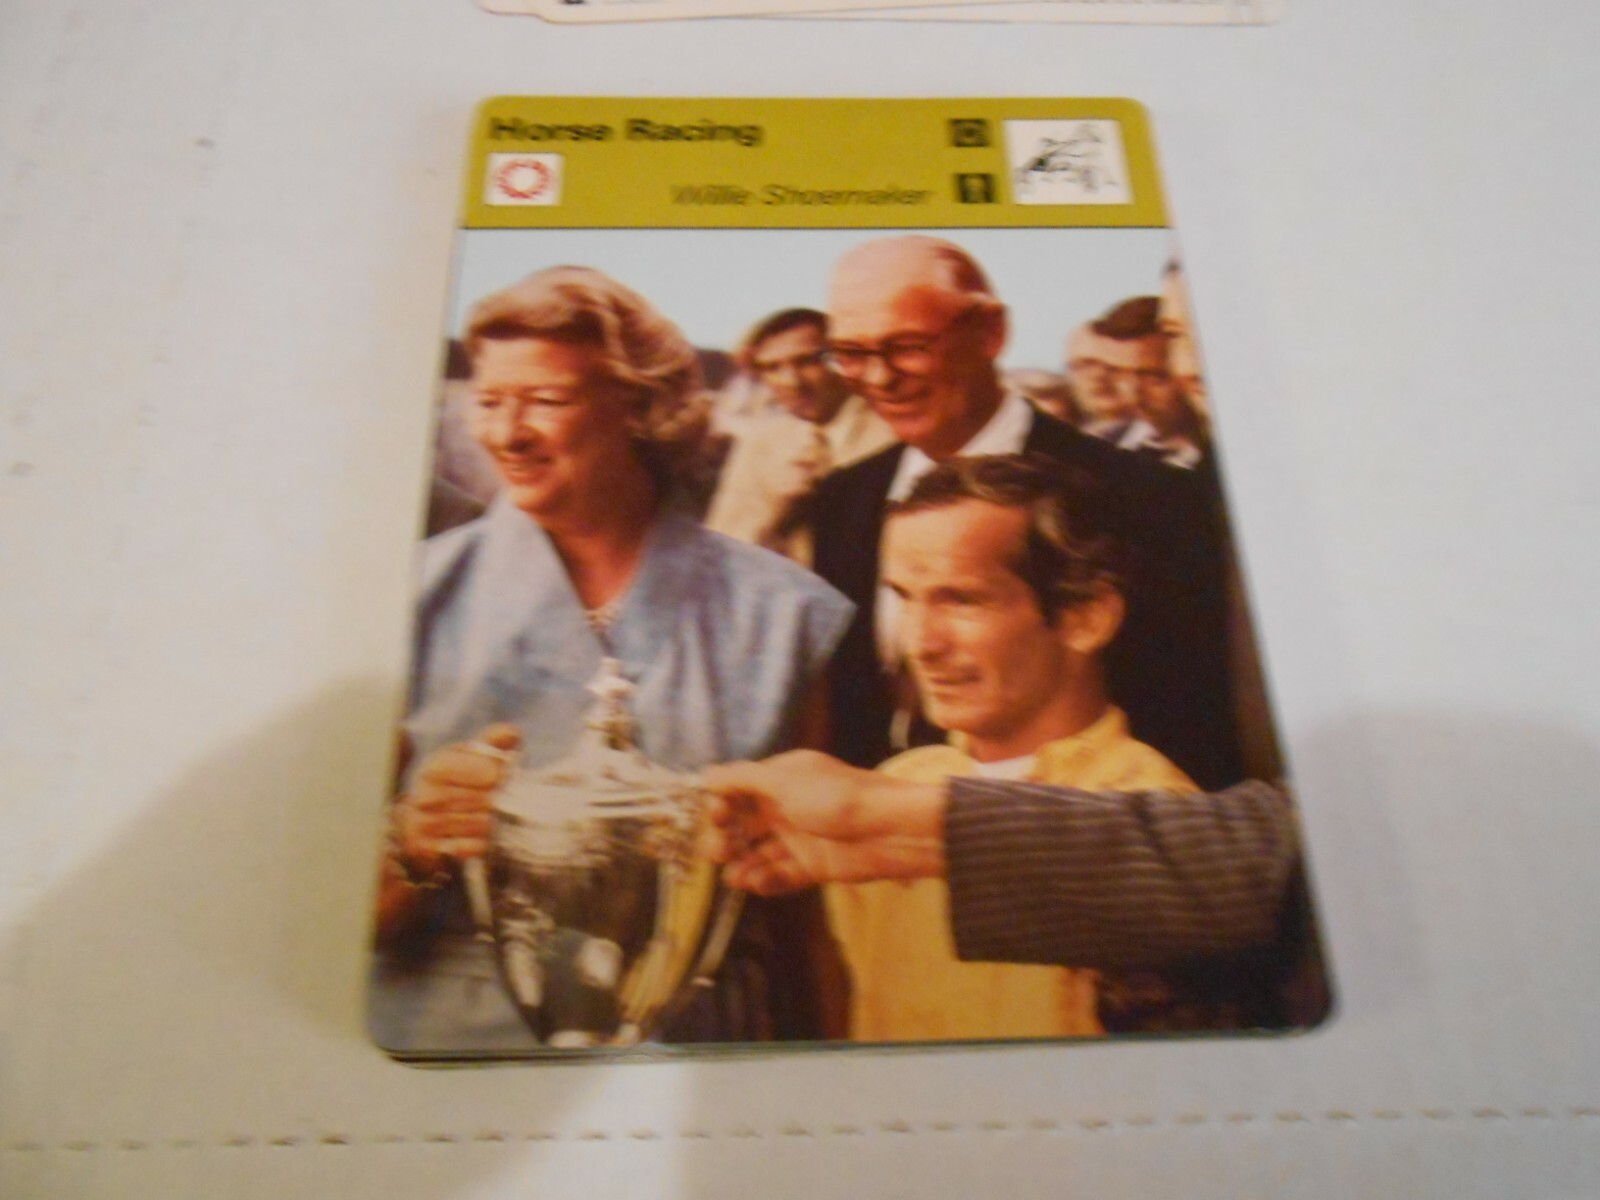 Horse Racing
Willie Shoemaker